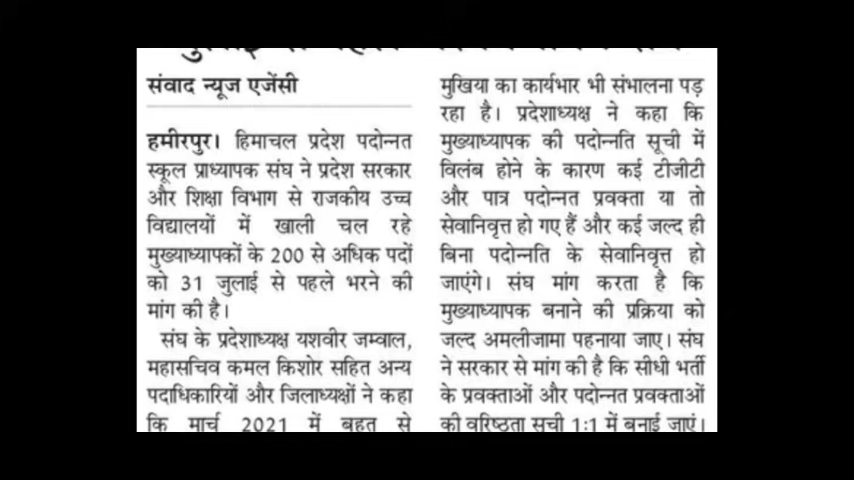 संवाद न्यूज एजेंसी
हमीरपुर। हिमाचल प्रदेश पदोन्नत
स्कूल प्राध्यापक संघ ने प्रदेश सरकार
और शिक्षा विभाग से राजकीय उच्च
विद्यालयों में खाली चल रहे
मुख्याध्यापकों के 200 से अधिक पदों
को 31 जुलाई से पहले भरने की
मांग की है।
संघ के प्रदेशाध्यक्ष यशवीर जम्वाल,
महासचिव कमल किशोर सहित अन्य
पदाधिकारियों और जिलाध्यक्षों ने कहा
कि मार्च 2021 में बहुत से
मुखिया का कार्यभार भी संभालना पड़
रहा है। प्रदेशाध्यक्ष ने कहा कि
मुख्याध्यापक की पदोन्नति सूची में
विलंब होने के कारण कई टीजीटी
और पात्र पदोन्नत प्रवक्ता या तो
सेवानिवृत्त हो गए हैं और कई जल्द ही
बिना पदोन्नति के सेवानिवृत्त हो
जाएंगे। संघ मांग करता है कि
मुख्याध्यापक बनाने की प्रक्रिया को
जल्द अमलीजामा पहनाया जाए। संघ
ने सरकार से मांग की है कि सीधी भर्ती
के प्रवक्ताओं और पदोन्नत प्रवक्ताओं
की वरिष्ठता सूची 1:1 में बनाई जाएं।